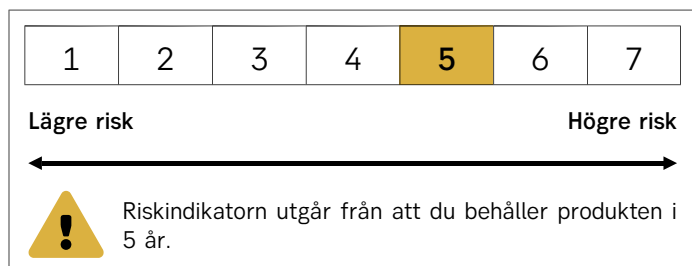 1 2 3 4 5 6 7
Lägre risk Högre risk
Riskindikatorn utgår från att du behåller produkten i
5 år.